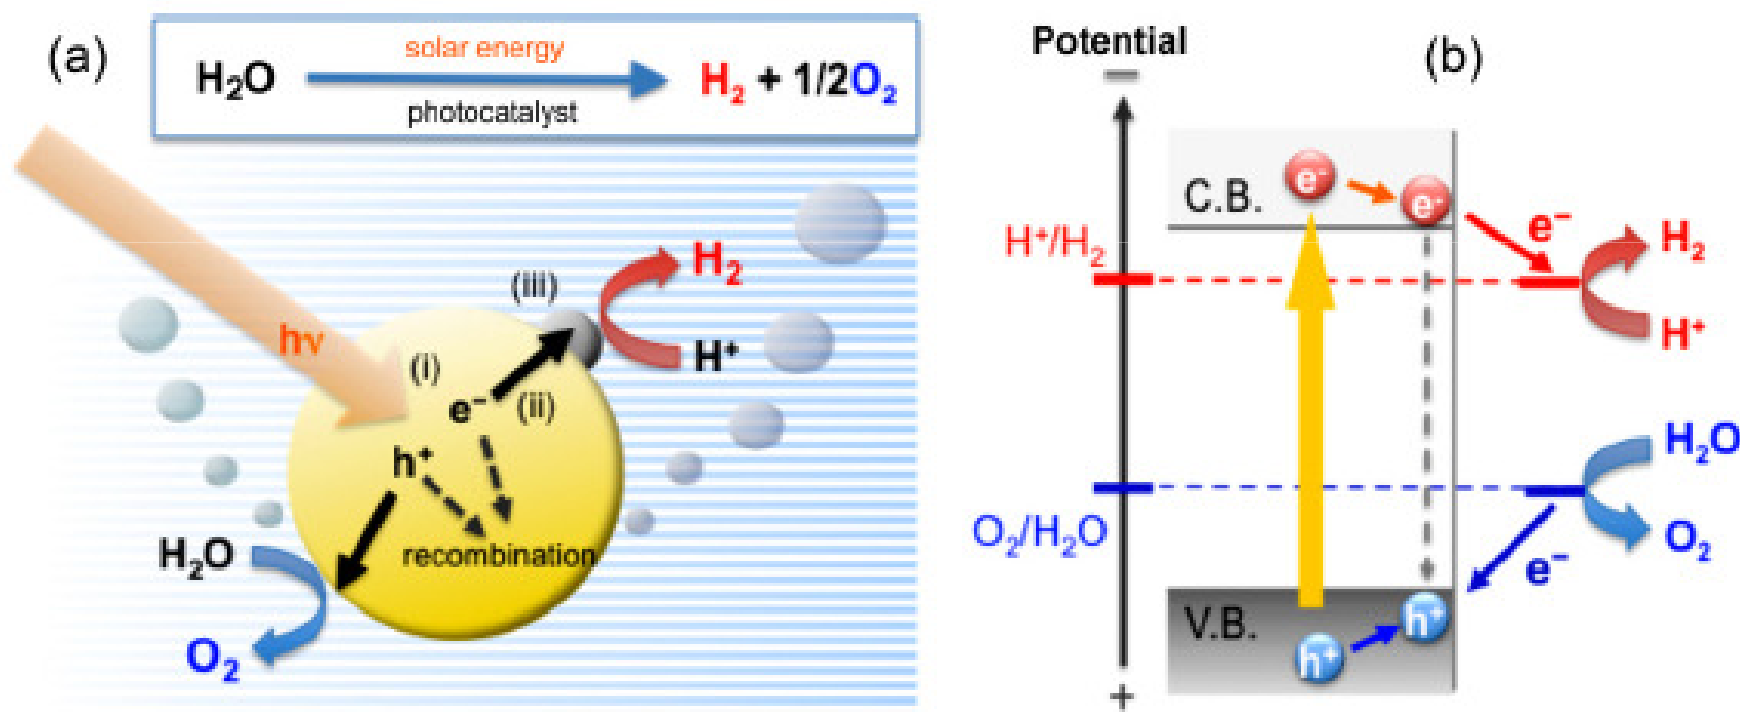 (a)
solar energy
H₂O H₂ + 1/2O₂
photocatalyst
hν
(i)
(iii)
H₂
H⁺
e⁻
(ii)
h⁺
recombination
H₂O
O₂
Potential
(b)
−
C.B.
e⁻
e⁻
e⁻
H⁺/H₂
H₂
H⁺
H₂O
O₂/H₂O
O₂
e⁻
V.B.
h⁺
h⁺
+